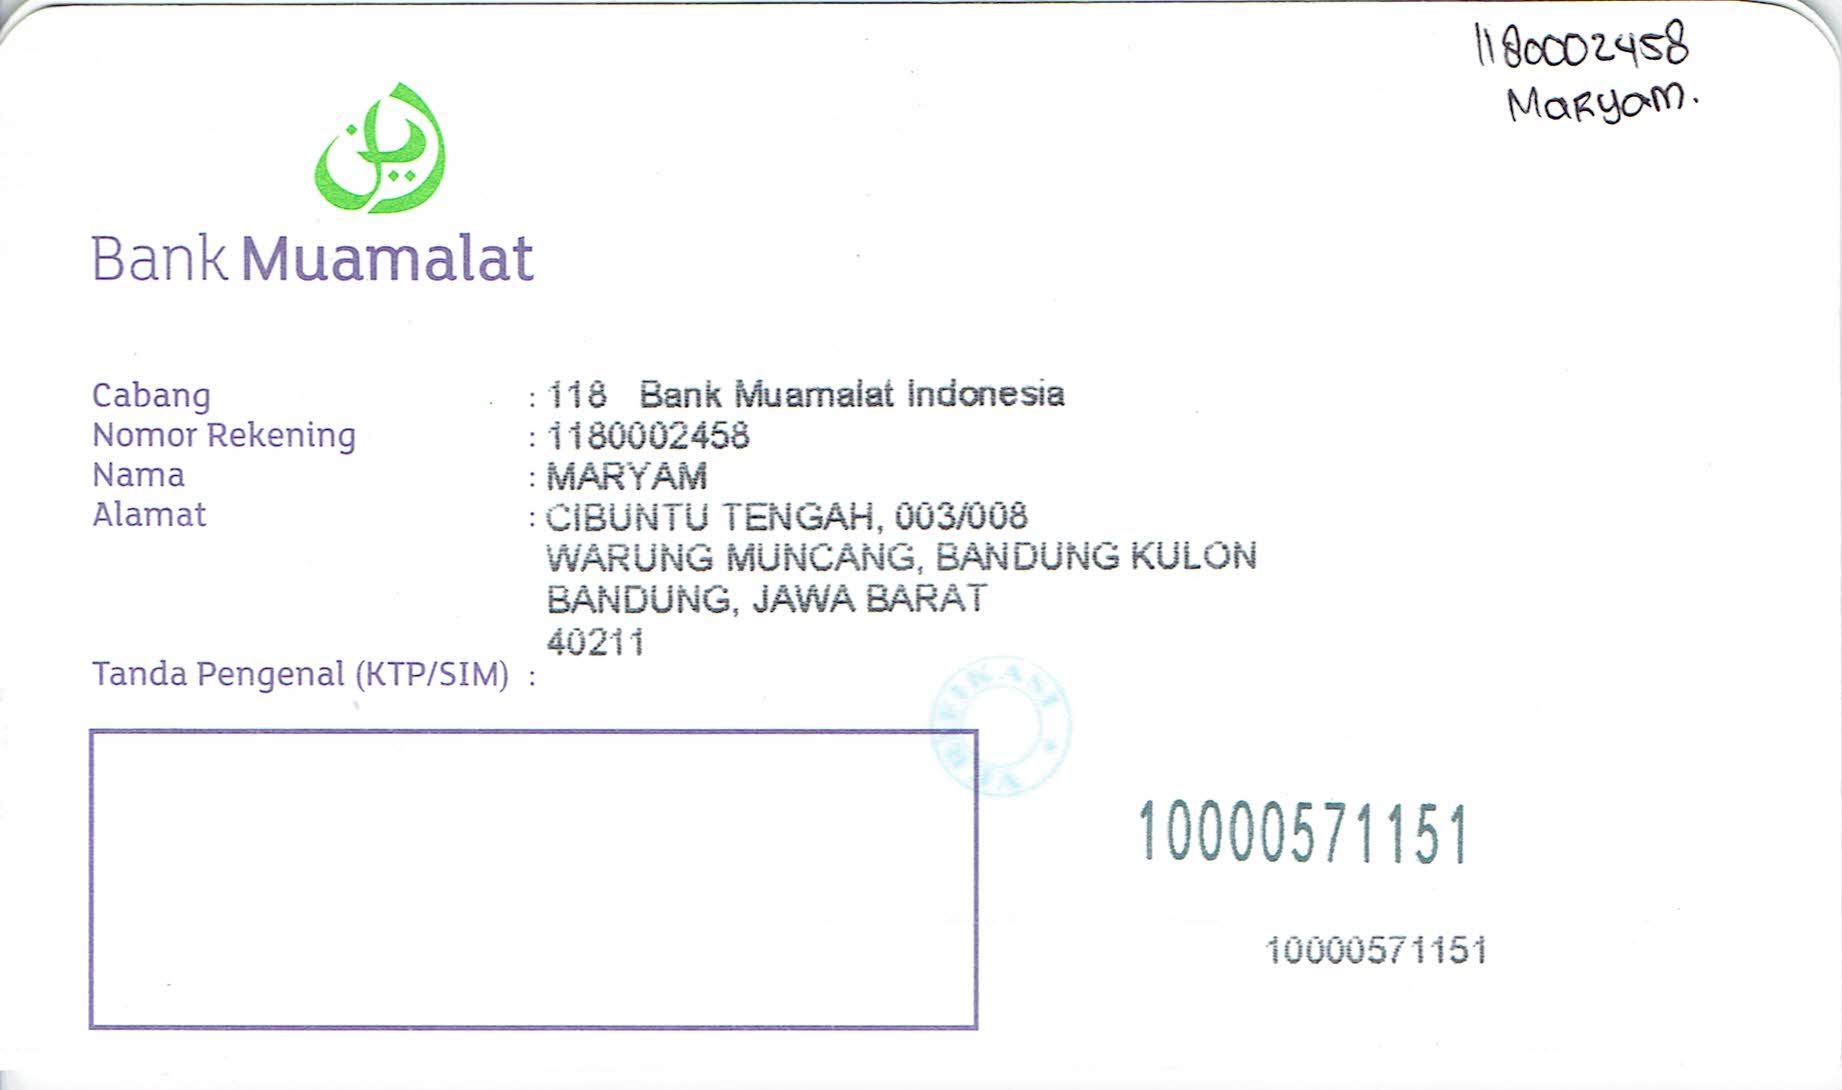 1180002458
Maryam.
Bank Muamalat
Cabang : 118 Bank Muamalat Indonesia
Nomor Rekening : 1180002458
Nama : MARYAM
Alamat : CIBUNTU TENGAH, 003/008
WARUNG MUNCANG, BANDUNG KULON
BANDUNG, JAWA BARAT
40211
Tanda Pengenal (KTP/SIM) :
VERIFIKASI
10000571151
10000571151